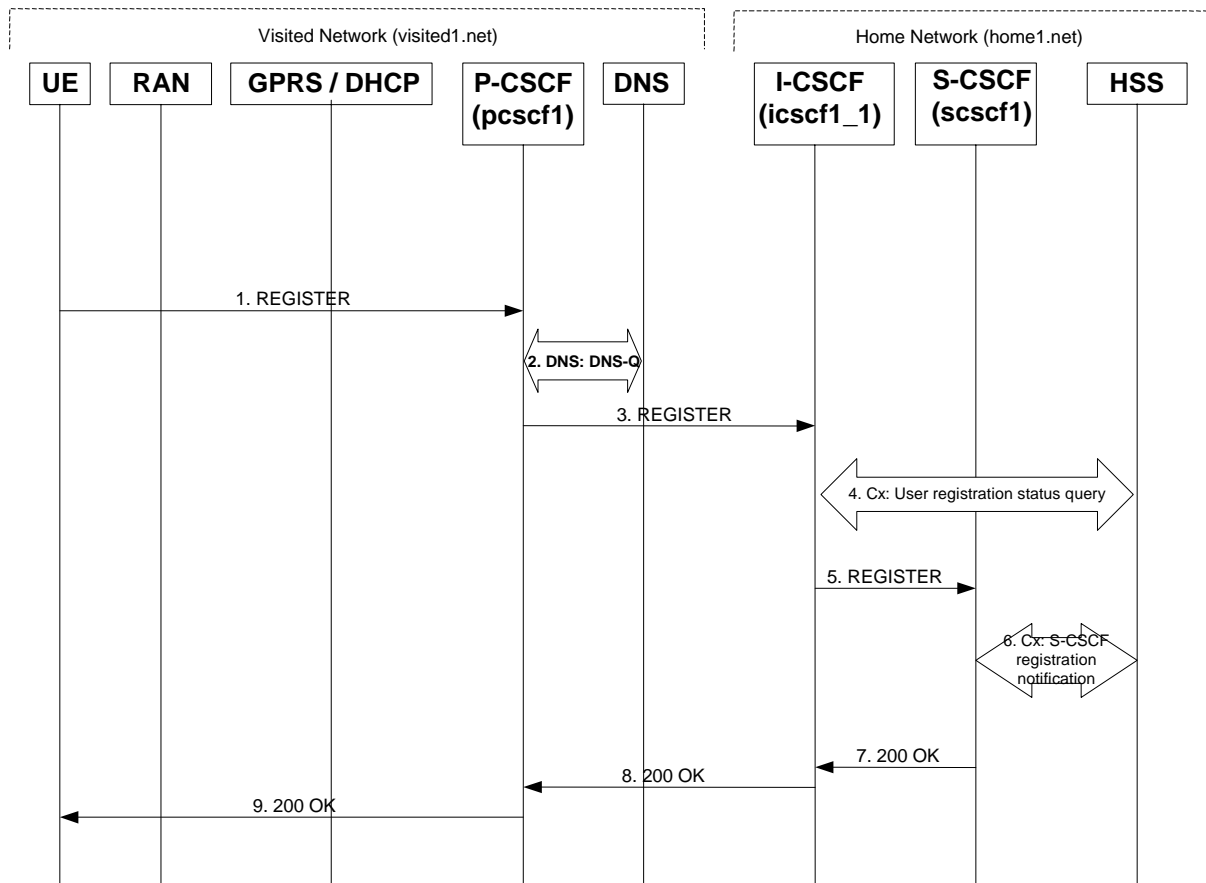 Visited Network (visited1.net)
Home Network (home1.net)
UE
RAN
GPRS / DHCP
P-CSCF
(pcscf1)
DNS
I-CSCF
(icscf1_1)
S-CSCF
(scscf1)
HSS
1. REGISTER
2. DNS: DNS-Q
3. REGISTER
4. Cx: User registration status query
5. REGISTER
6. Cx: S-CSCF
registration
notification
7. 200 OK
8. 200 OK
9. 200 OK